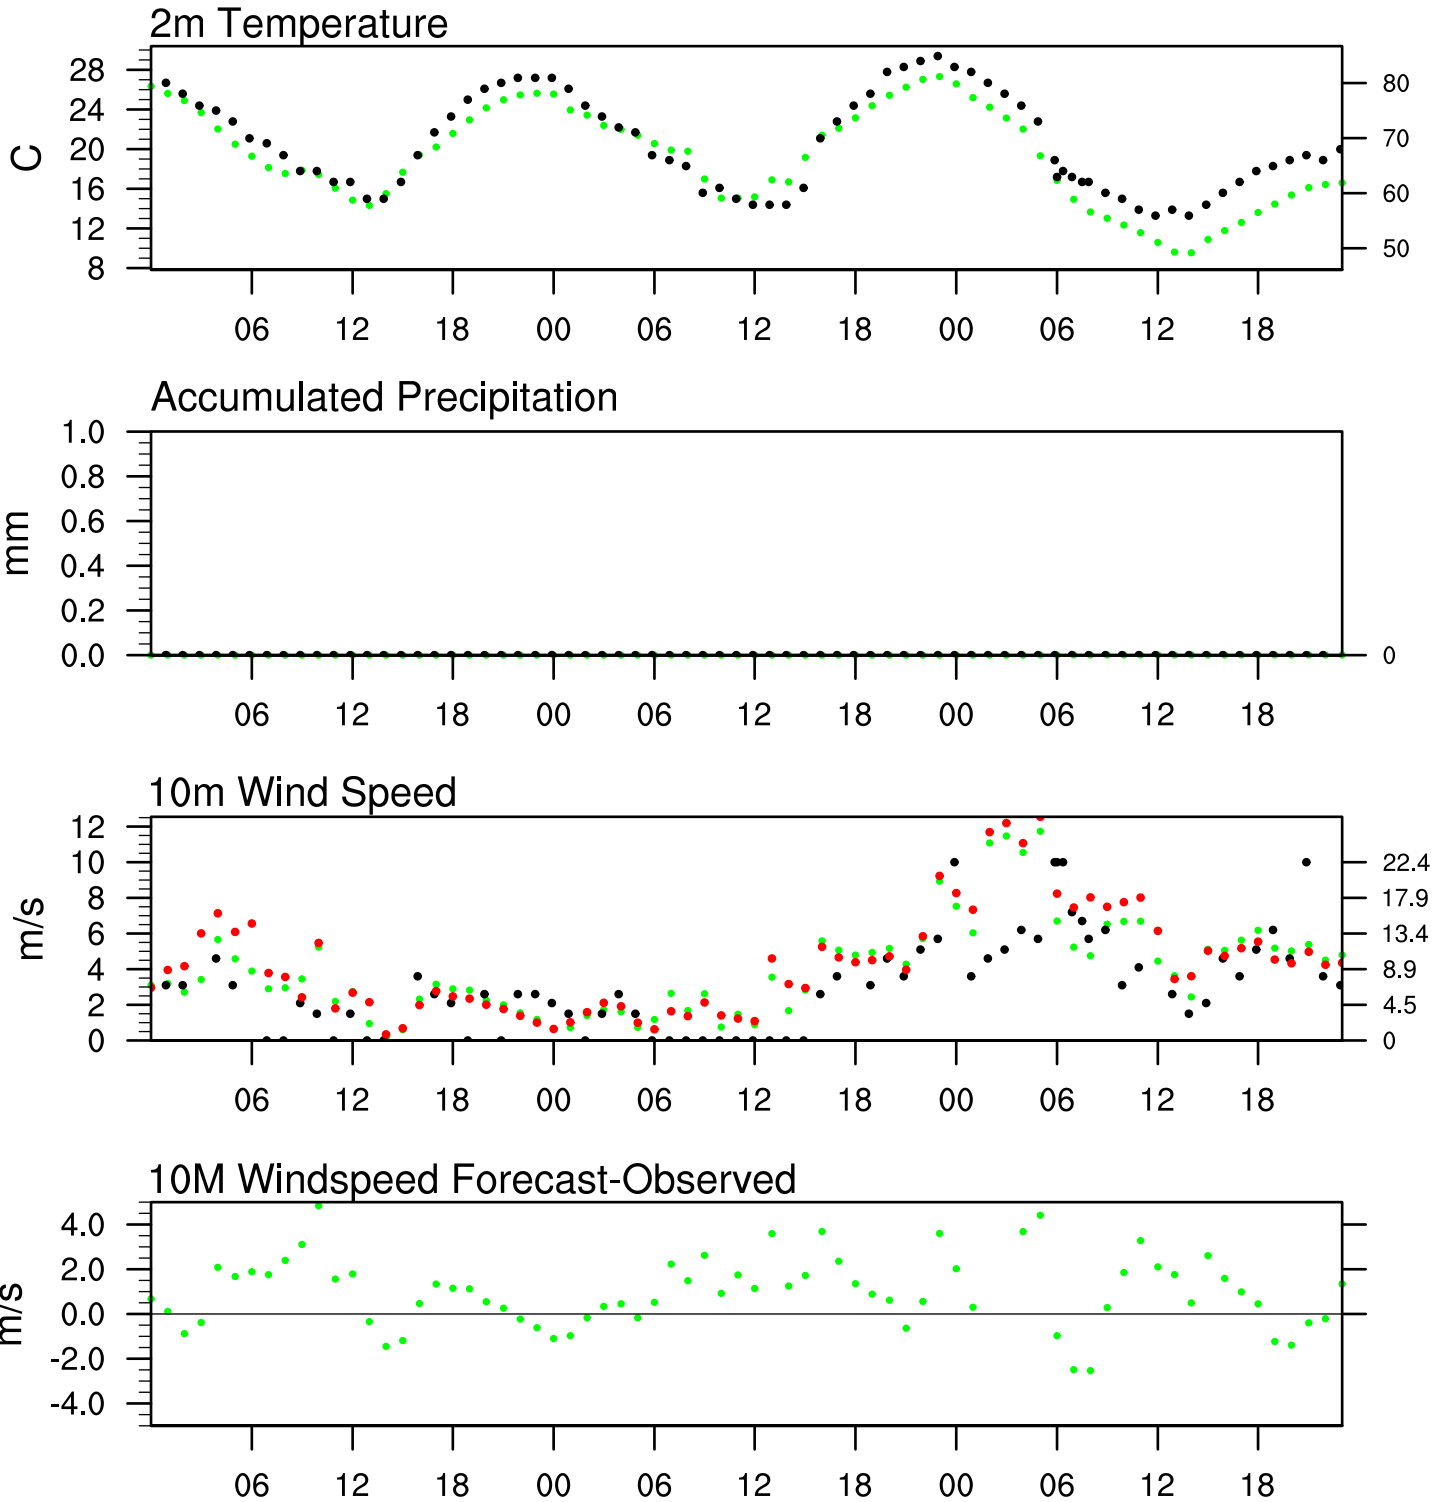 2m Temperature
28
24
20
16
12
8
C
80
70
60
50
06 12 18 00 06 12 18 00 06 12 18
Accumulated Precipitation
1.0
0.8
0.6
0.4
0.2
0.0
mm
0
06 12 18 00 06 12 18 00 06 12 18
10m Wind Speed
12
10
8
6
4
2
0
m/s
22.4
17.9
13.4
8.9
4.5
0
06 12 18 00 06 12 18 00 06 12 18
10M Windspeed Forecast-Observed
4.0
2.0
0.0
-2.0
-4.0
m/s
06 12 18 00 06 12 18 00 06 12 18